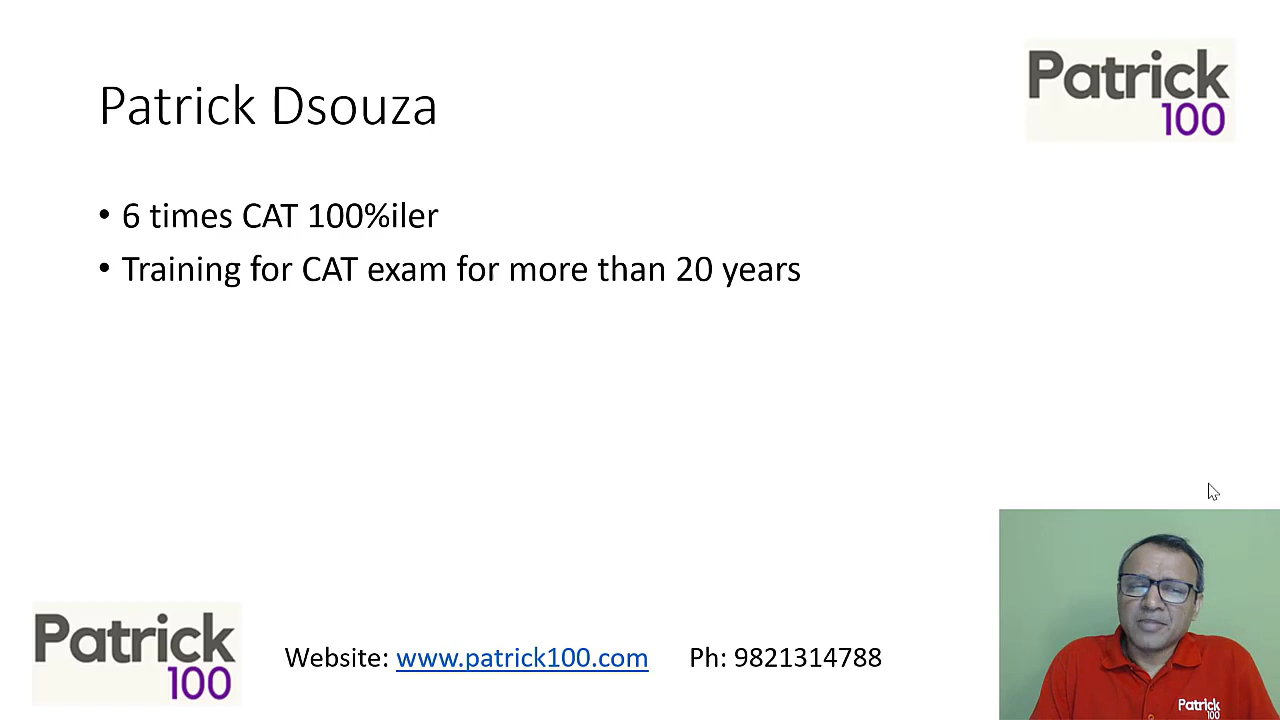 Patrick
100
Patrick Dsouza
• 6 times CAT 100%iler
• Training for CAT exam for more than 20 years
Patrick
100
Website: www.patrick100.com Ph: 9821314788
Patrick
100